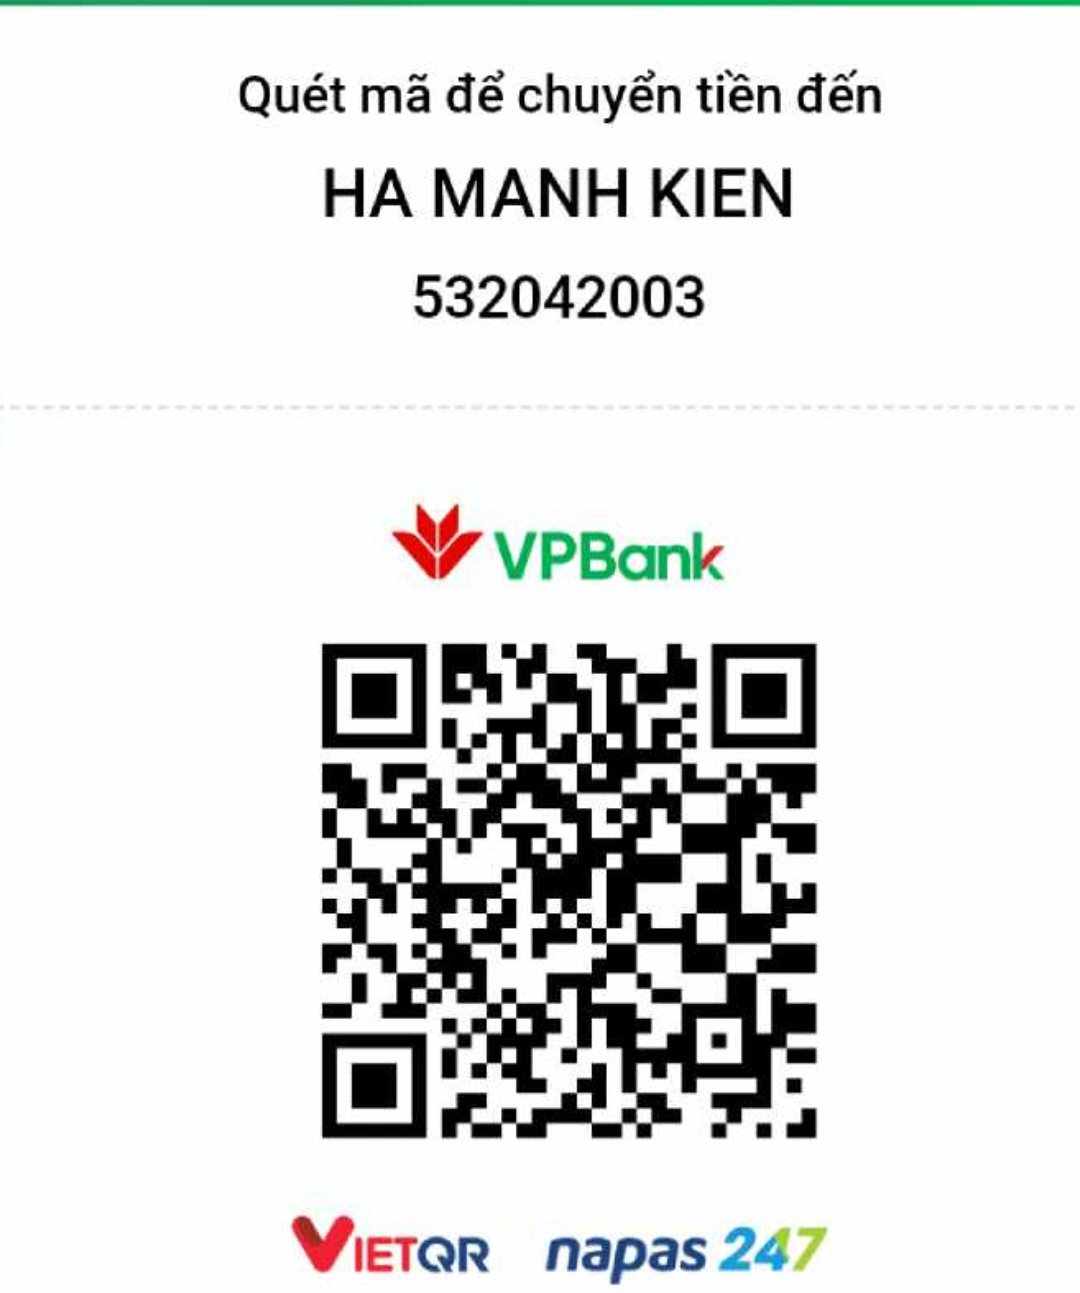 Quét mã để chuyển tiền đến
HA MANH KIEN
532042003
VPBank
VIETQR napas 247